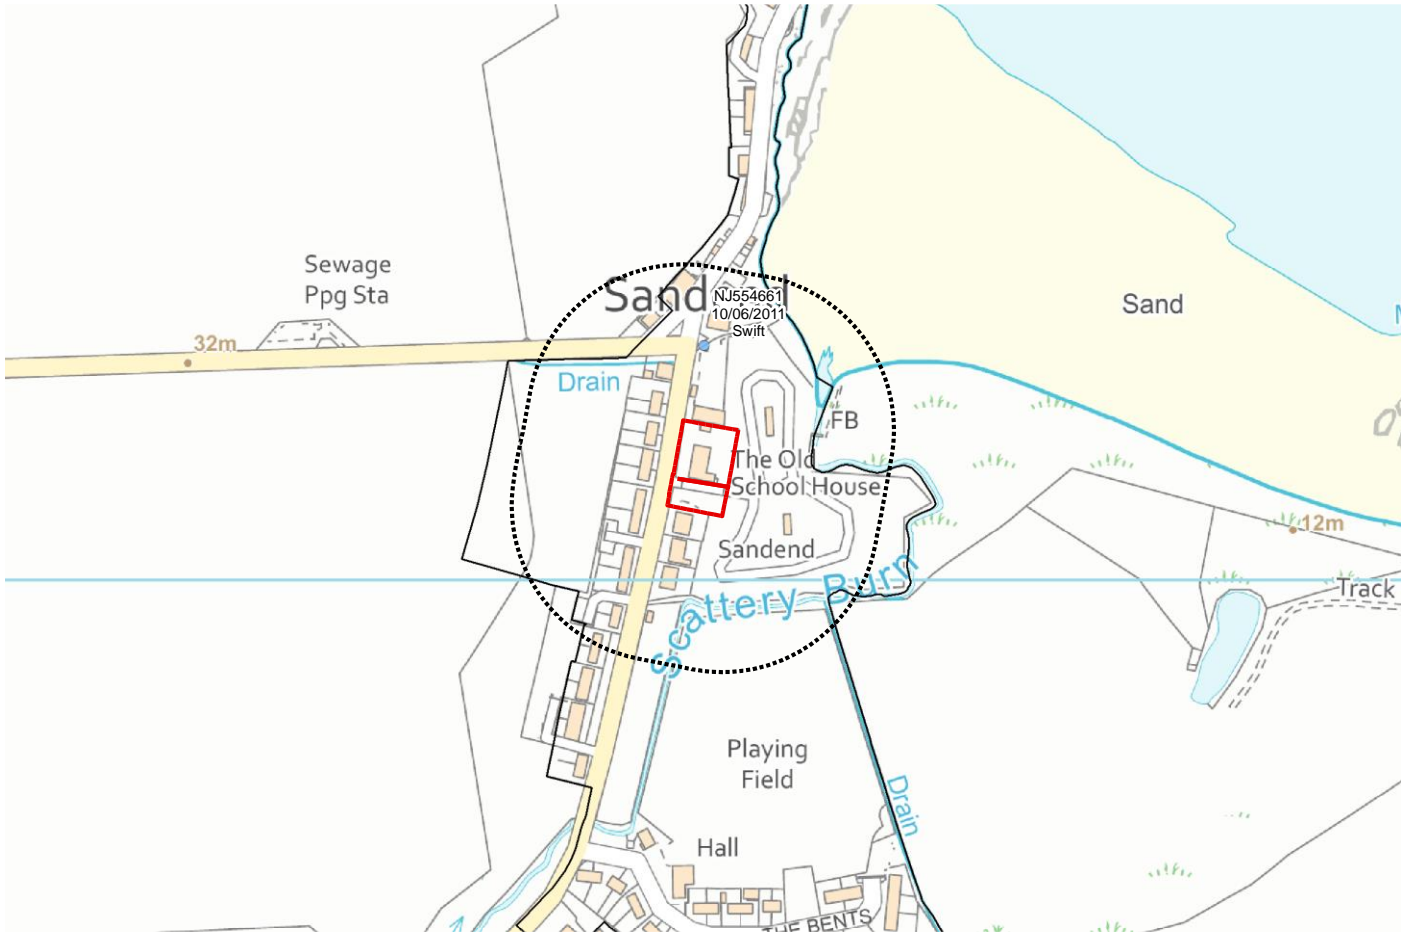 Sewage
Ppg Sta
Sand
NJ554661
10/06/2011
Swift
Sand
32m
Drain
FB
The Old
School House
12m
Sandend
Scattery Burn
Track
Playing
Field
Drain
Hall
THE BENTS